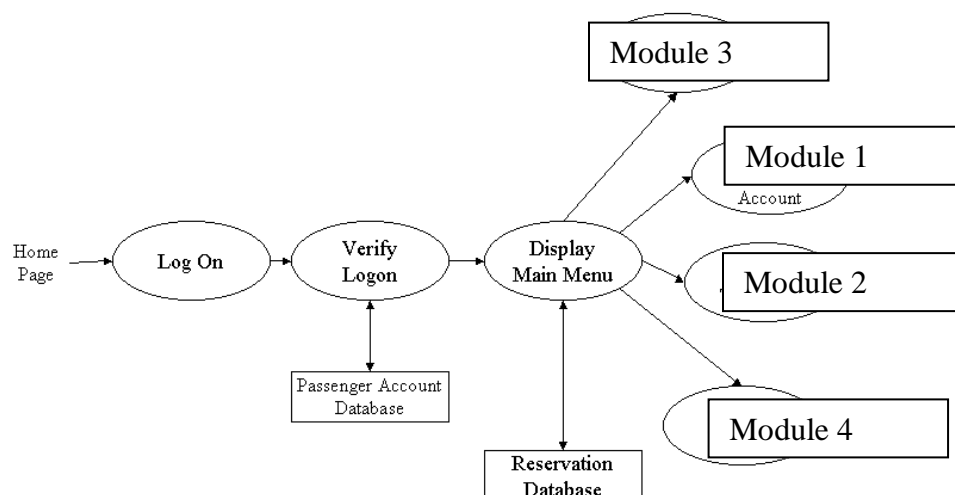 Module 3
Module 1
Account
Home
Page
Log On
Verify
Logon
Display
Main Menu
Module 2
Passenger Account
Database
Module 4
Reservation
Database